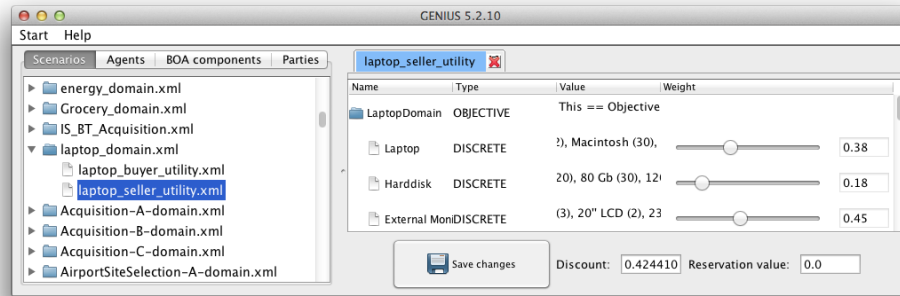 GENIUS 5.2.10
Start Help
Scenarios Agents BOA components Parties
energy_domain.xml
Grocery_domain.xml
IS_BT_Acquisition.xml
laptop_domain.xml
laptop_buyer_utility.xml
laptop_seller_utility.xml
Acquisition-A-domain.xml
Acquisition-B-domain.xml
Acquisition-C-domain.xml
AirportSiteSelection-A-domain.xml
laptop_seller_utility
Name Type Value Weight
LaptopDomain OBJECTIVE This == Objective
Laptop DISCRETE 2), Macintosh (30), 0.38
Harddisk DISCRETE 20), 80 Gb (30), 12 0.18
External Moni DISCRETE (3), 20" LCD (2), 23 0.45
Save changes Discount: 0.424410 Reservation value: 0.0